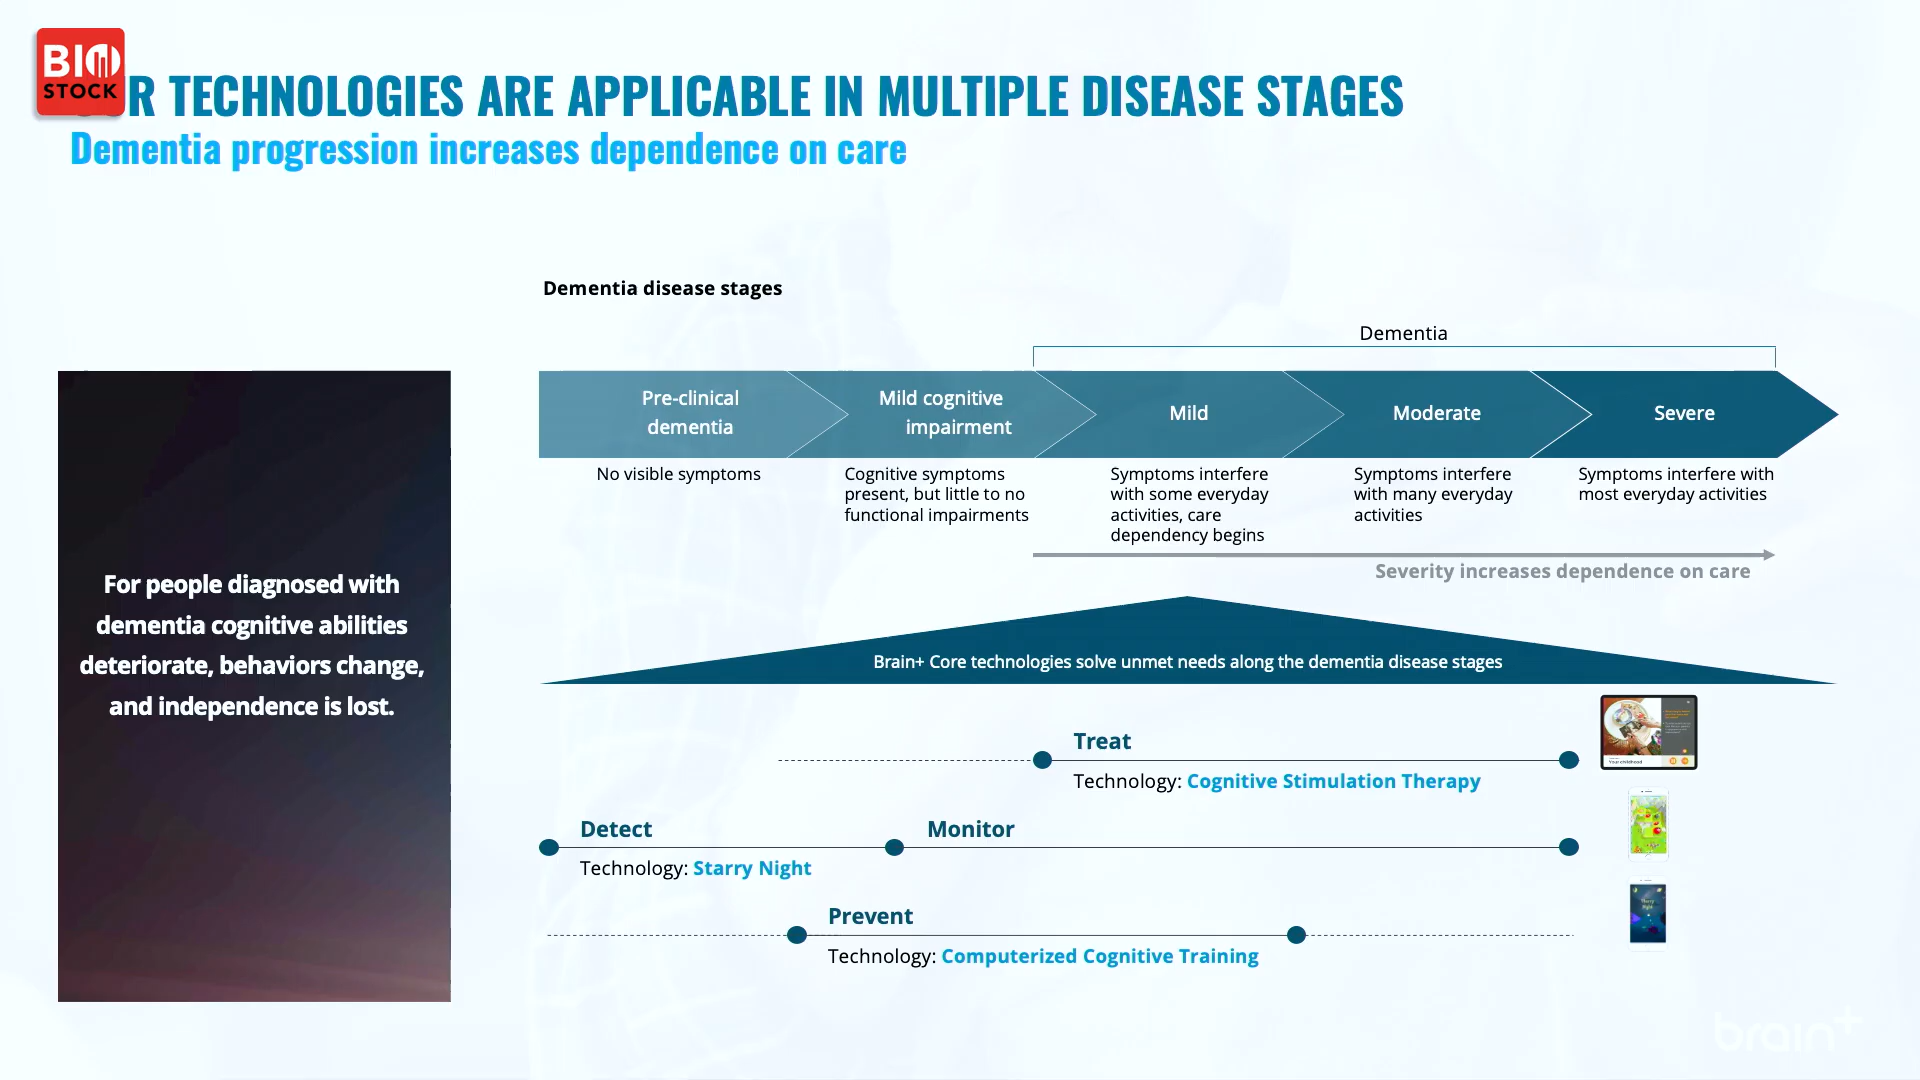 BIO
STOCK
R TECHNOLOGIES ARE APPLICABLE IN MULTIPLE DISEASE STAGES
Dementia progression increases dependence on care
Dementia disease stages
Dementia
Pre-clinical
dementia
Mild cognitive
impairment
Mild
Moderate
Severe
No visible symptoms
Cognitive symptoms
present, but little to no
functional impairments
Symptoms interfere
with some everyday
activities, care
dependency begins
Symptoms interfere
with many everyday
activities
Symptoms interfere with
most everyday activities
Severity increases dependence on care
For people diagnosed with
dementia cognitive abilities
deteriorate, behaviors change,
and independence is lost.
Brain+ Core technologies solve unmet needs along the dementia disease stages
Treat
Technology: Cognitive Stimulation Therapy
Your childhood
Detect
Monitor
Technology: Starry Night
Prevent
Technology: Computerized Cognitive Training
Starry
Night
brain+